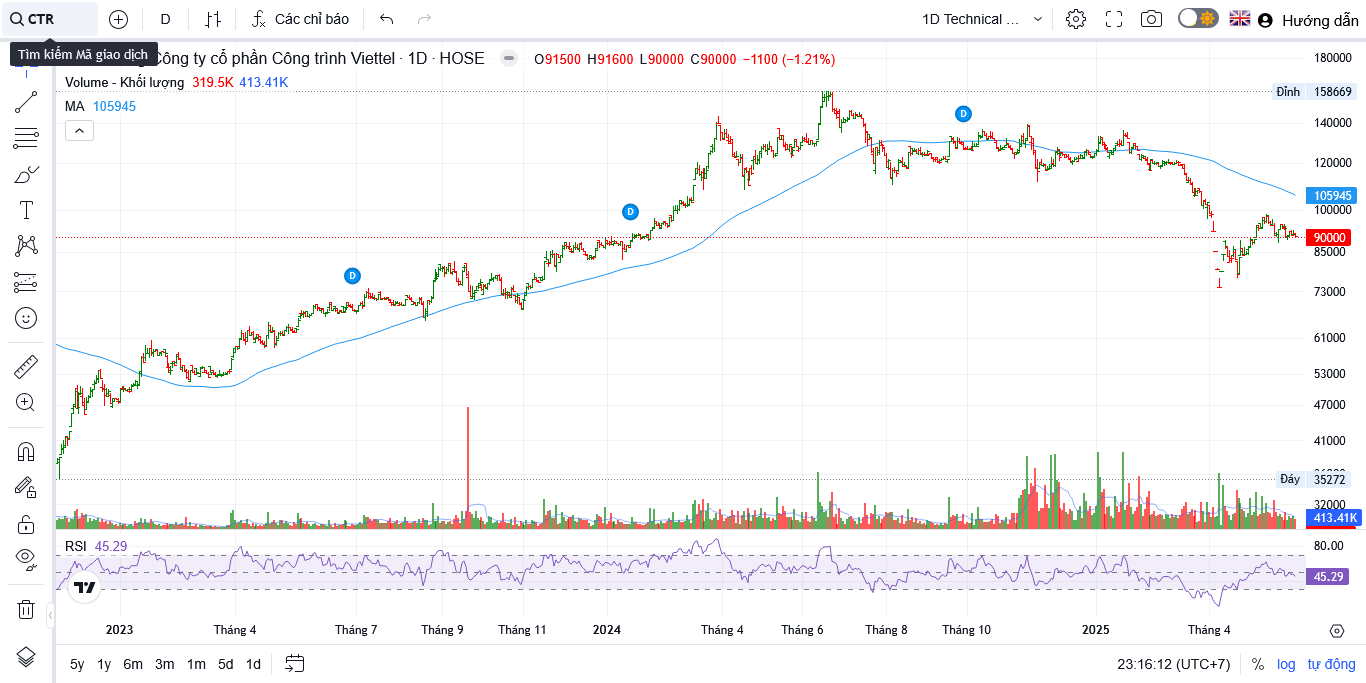 CTR
D
Các chỉ báo
1D Technical ...
Hướng dẫn
Tìm kiếm Mã giao dịch
Công ty cổ phần Công trình Viettel · 1D · HOSE
O91500 H91600 L90000 C90000 −1100 (−1.21%)
Volume - Khối lượng 319.5K 413.41K
MA 105945
180000
Đỉnh 158669
140000
120000
105945
100000
90000
85000
73000
61000
53000
47000
41000
Đáy 35272
32000
413.41K
D
D
D
RSI 45.29
80.00
45.29
2023 Tháng 4 Tháng 7 Tháng 9 Tháng 11 2024 Tháng 4 Tháng 6 Tháng 8 Tháng 10 2025 Tháng 4
5y 1y 6m 3m 1m 5d 1d
23:16:12 (UTC+7) % log tự động